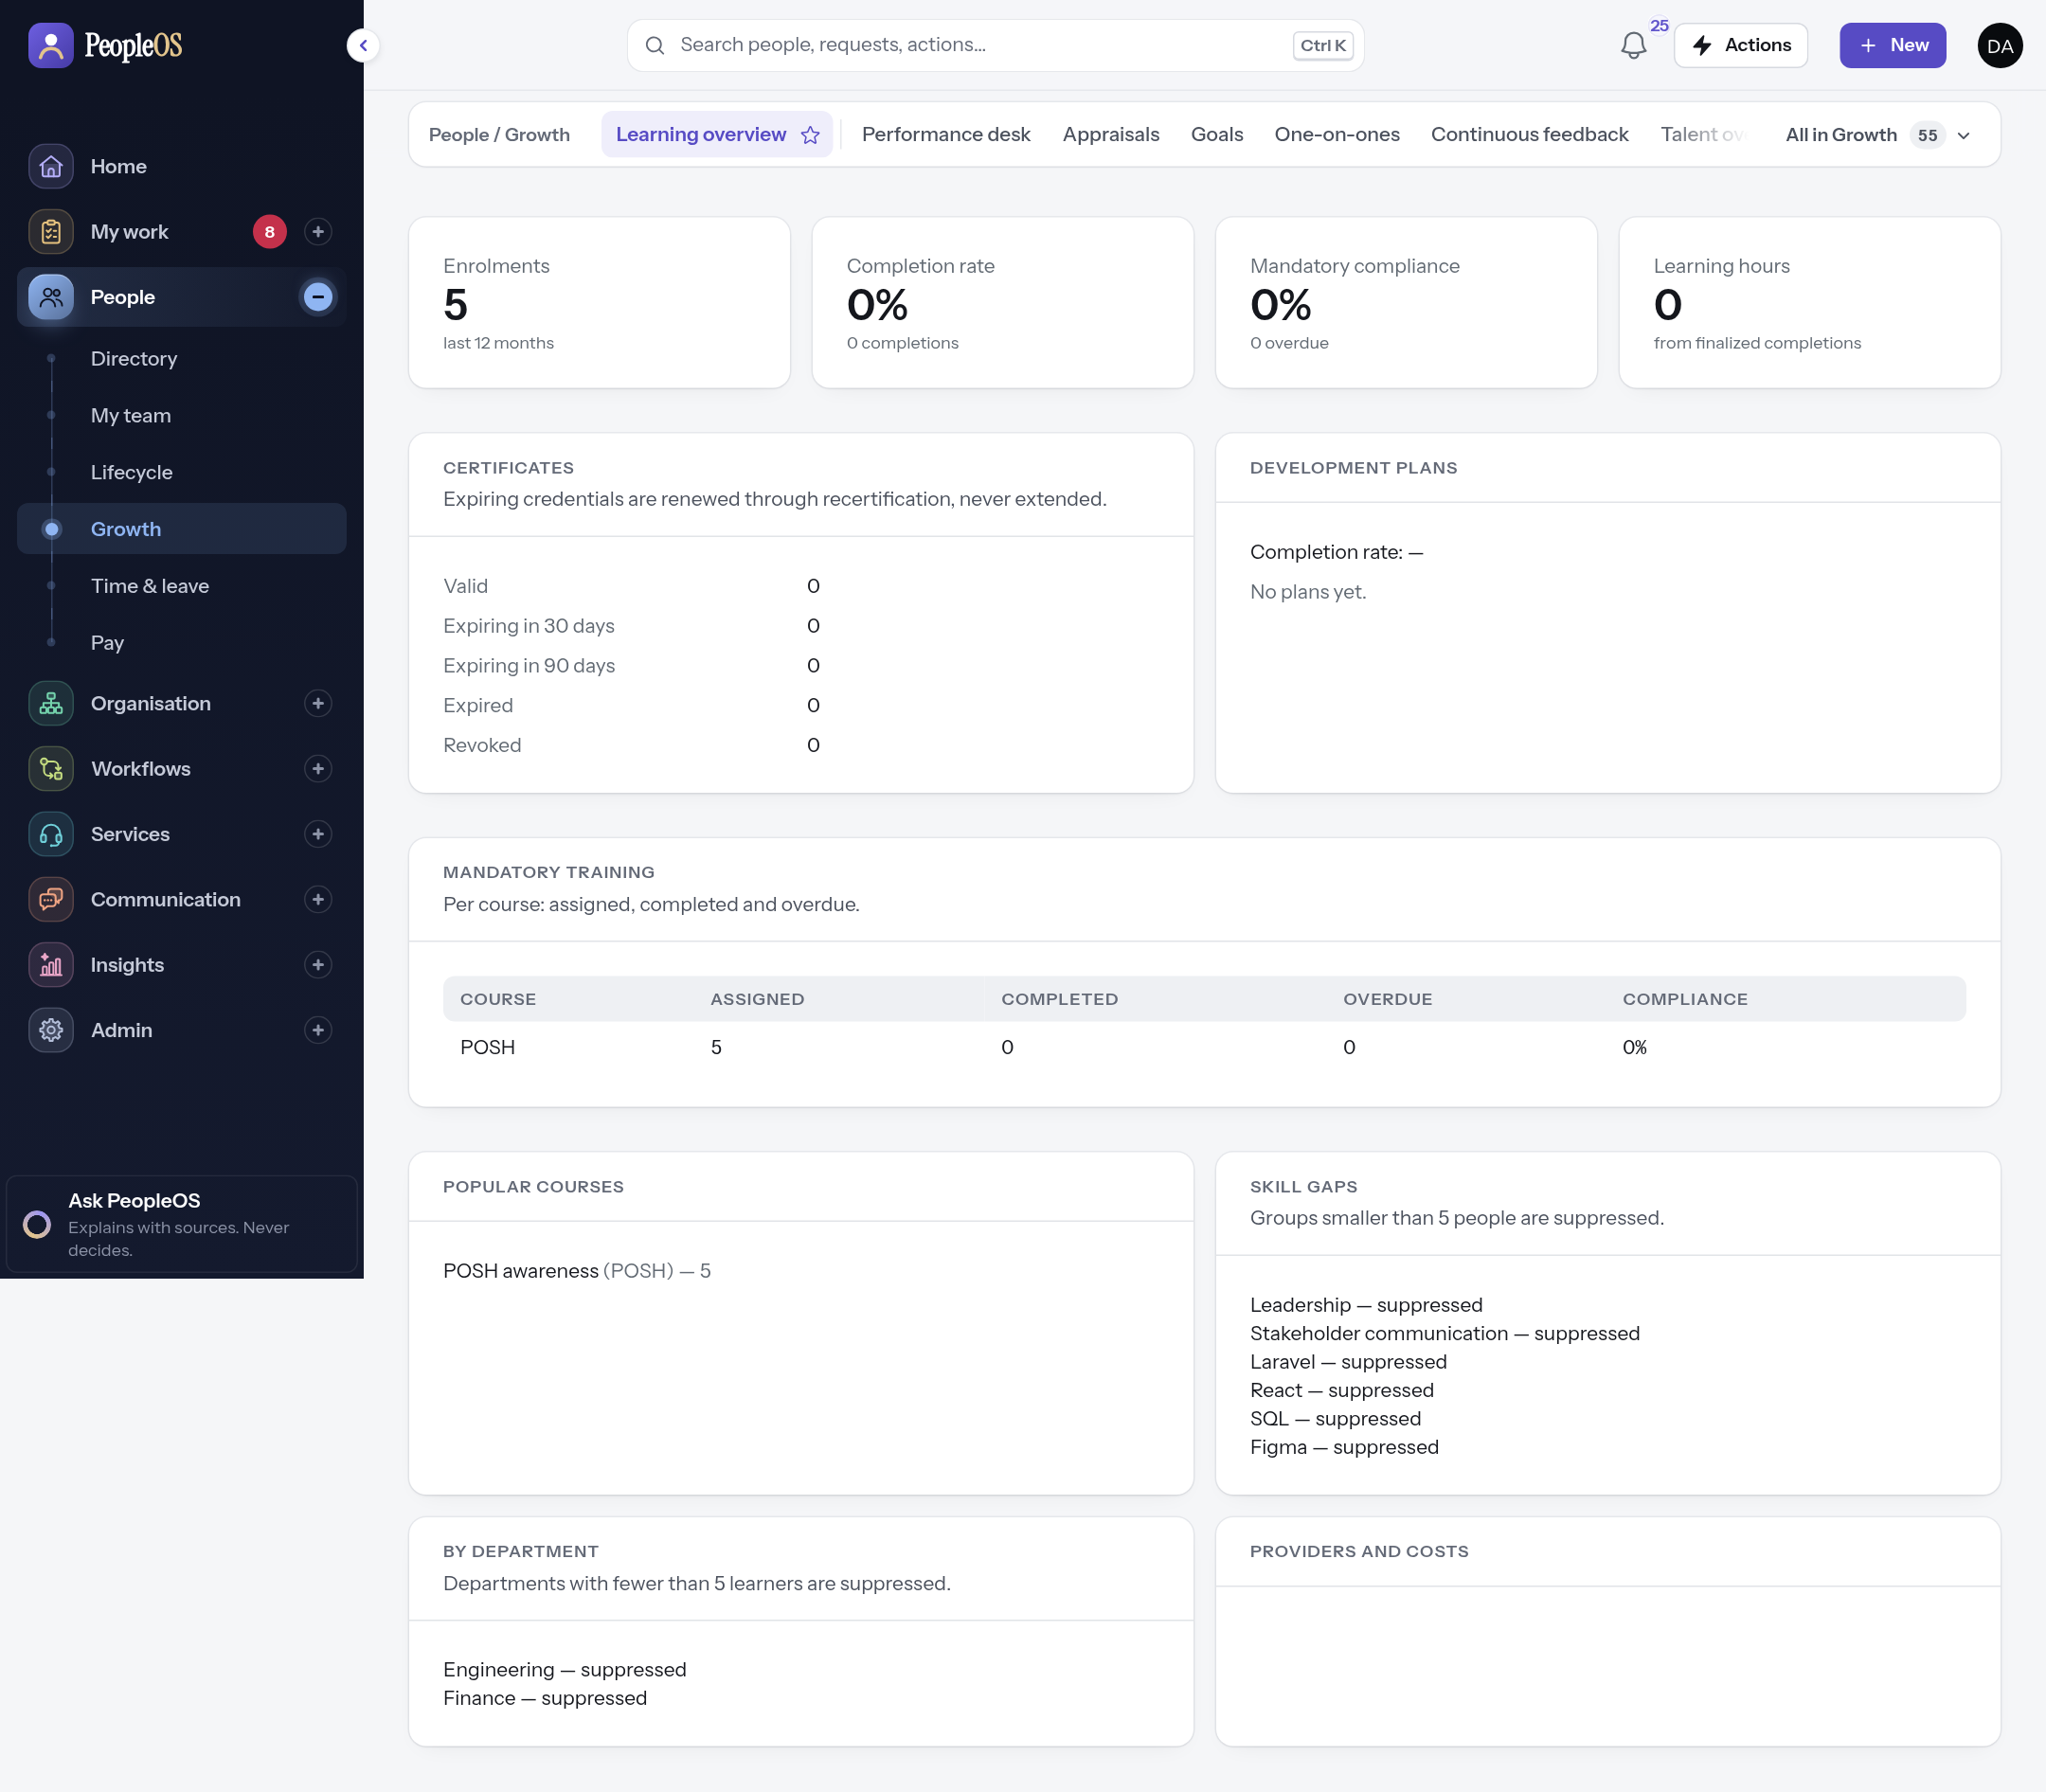 PeopleOS
Search people, requests, actions...
Ctrl K
25
Actions
New
DA
Home
My work
8
People
Directory
My team
Lifecycle
Growth
Time & leave
Pay
Organisation
Workflows
Services
Communication
Insights
Admin
Ask PeopleOS
Explains with sources. Never
decides.
People / Growth
Learning overview
Performance desk
Appraisals
Goals
One-on-ones
Continuous feedback
Talent ov
All in Growth
55
Enrolments
5
last 12 months
Completion rate
0%
0 completions
Mandatory compliance
0%
0 overdue
Learning hours
0
from finalized completions
CERTIFICATES
Expiring credentials are renewed through recertification, never extended.
Valid 0
Expiring in 30 days 0
Expiring in 90 days 0
Expired 0
Revoked 0
DEVELOPMENT PLANS
Completion rate: —
No plans yet.
MANDATORY TRAINING
Per course: assigned, completed and overdue.
COURSE ASSIGNED COMPLETED OVERDUE COMPLIANCE
POSH 5 0 0 0%
POPULAR COURSES
POSH awareness (POSH) — 5
SKILL GAPS
Groups smaller than 5 people are suppressed.
Leadership — suppressed
Stakeholder communication — suppressed
Laravel — suppressed
React — suppressed
SQL — suppressed
Figma — suppressed
BY DEPARTMENT
Departments with fewer than 5 learners are suppressed.
Engineering — suppressed
Finance — suppressed
PROVIDERS AND COSTS